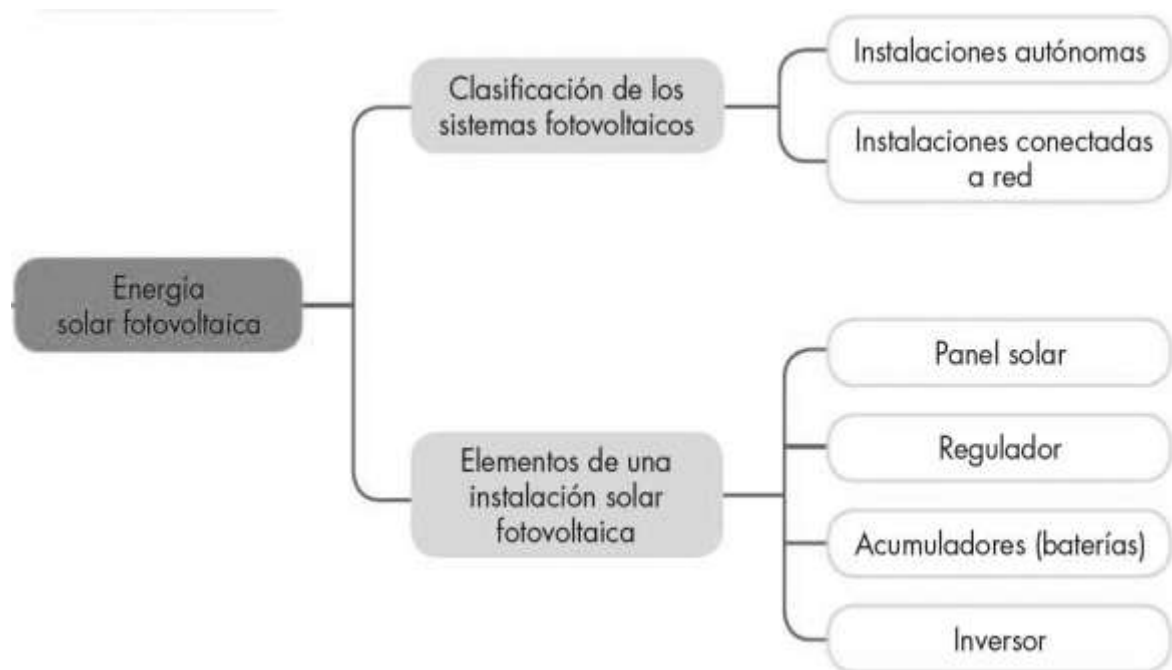 Energía
solar fotovoltaica
Clasificación de los
sistemas fotovoltaicos
Instalaciones autónomas
Instalaciones conectadas
a red
Elementos de una
instalación solar
fotovoltaica
Panel solar
Regulador
Acumuladores (baterías)
Inversor